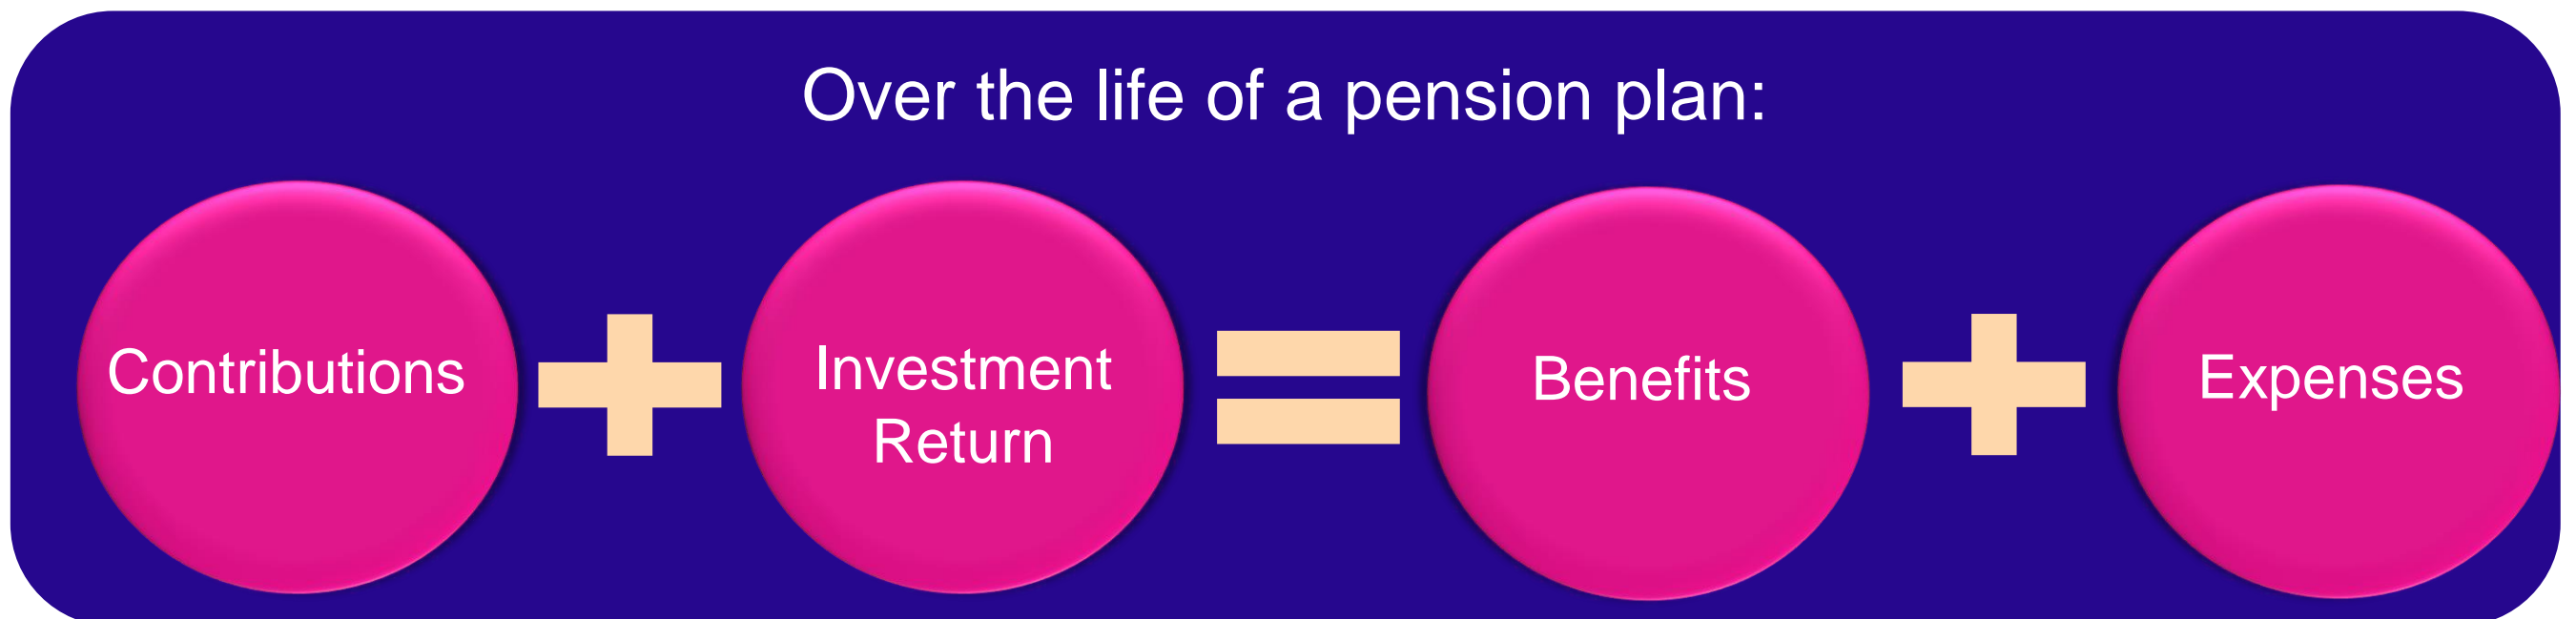 Over the life of a pension plan:
Contributions
Investment
Return
Benefits
Expenses